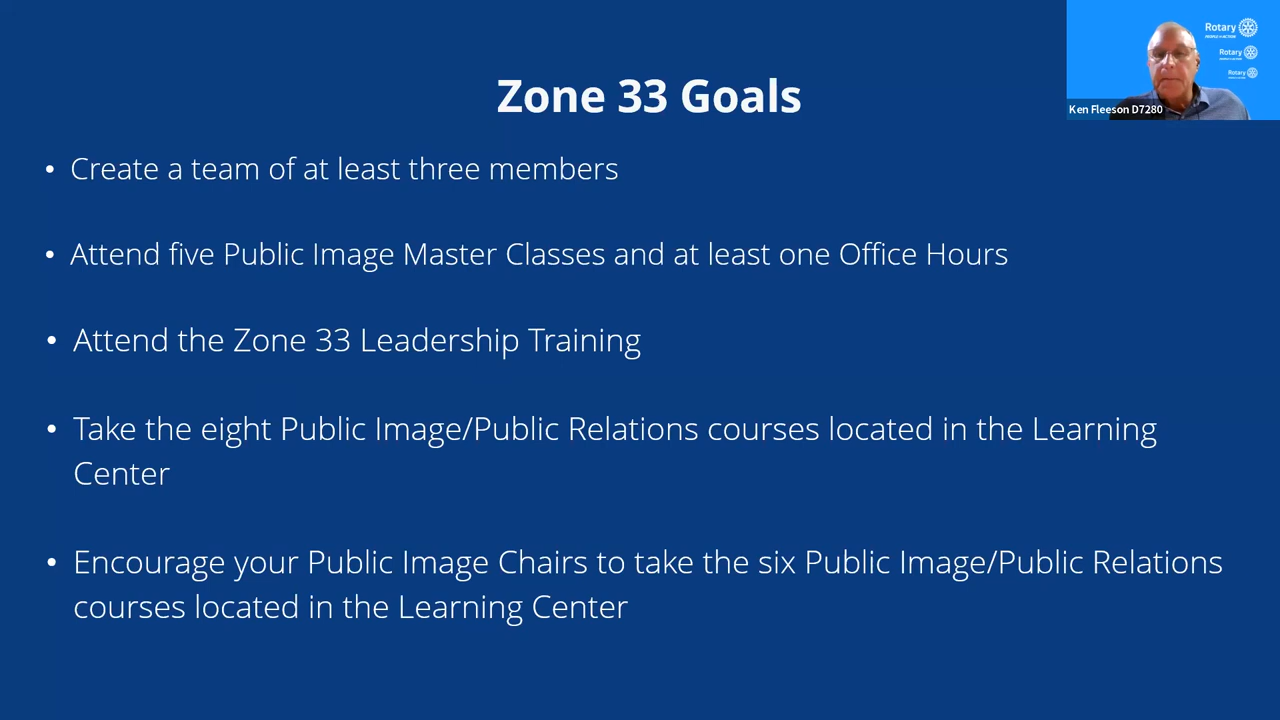 Zone 33 Goals
• Create a team of at least three members
• Attend five Public Image Master Classes and at least one Office Hours
• Attend the Zone 33 Leadership Training
• Take the eight Public Image/Public Relations courses located in the Learning
Center
• Encourage your Public Image Chairs to take the six Public Image/Public Relations
courses located in the Learning Center
Rotary
Rotary
Rotary
Ken Fleeson D7280